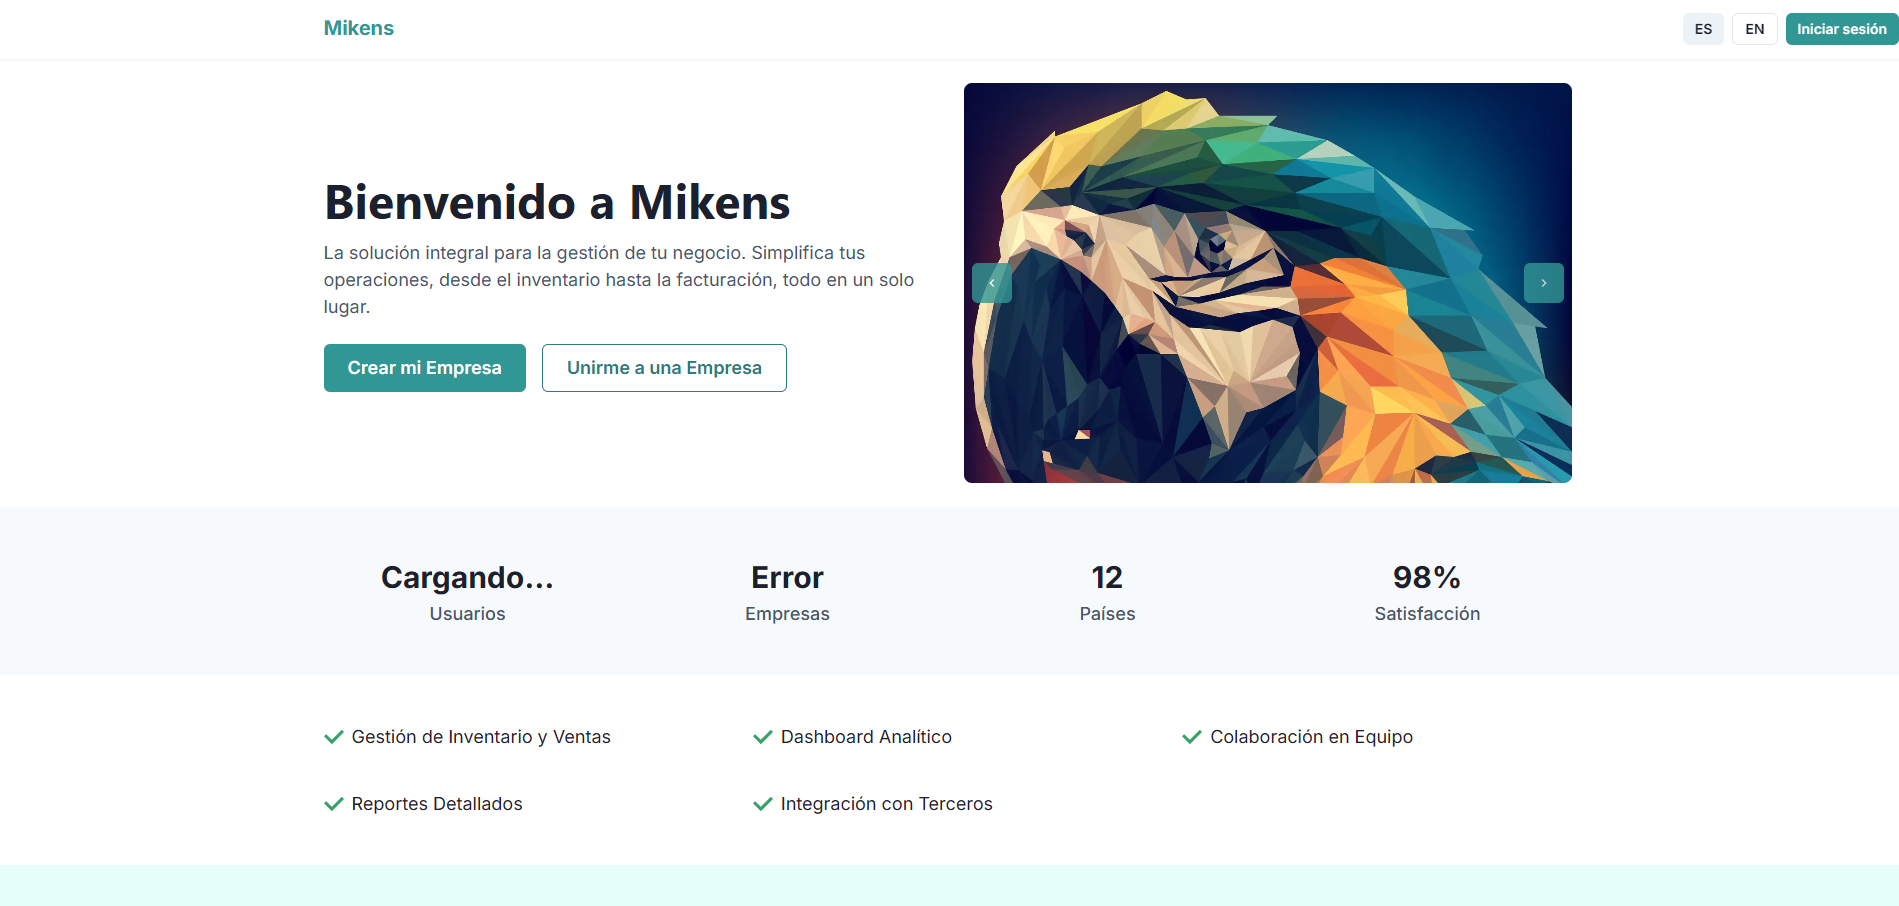 Mikens
ES
EN
Iniciar sesión
Bienvenido a Mikens
La solución integral para la gestión de tu negocio. Simplifica tus
operaciones, desde el inventario hasta la facturación, todo en un solo
lugar.
Crear mi Empresa
Unirme a una Empresa
Cargando...
Usuarios
Error
Empresas
12
Países
98%
Satisfacción
Gestión de Inventario y Ventas
Dashboard Analítico
Colaboración en Equipo
Reportes Detallados
Integración con Terceros